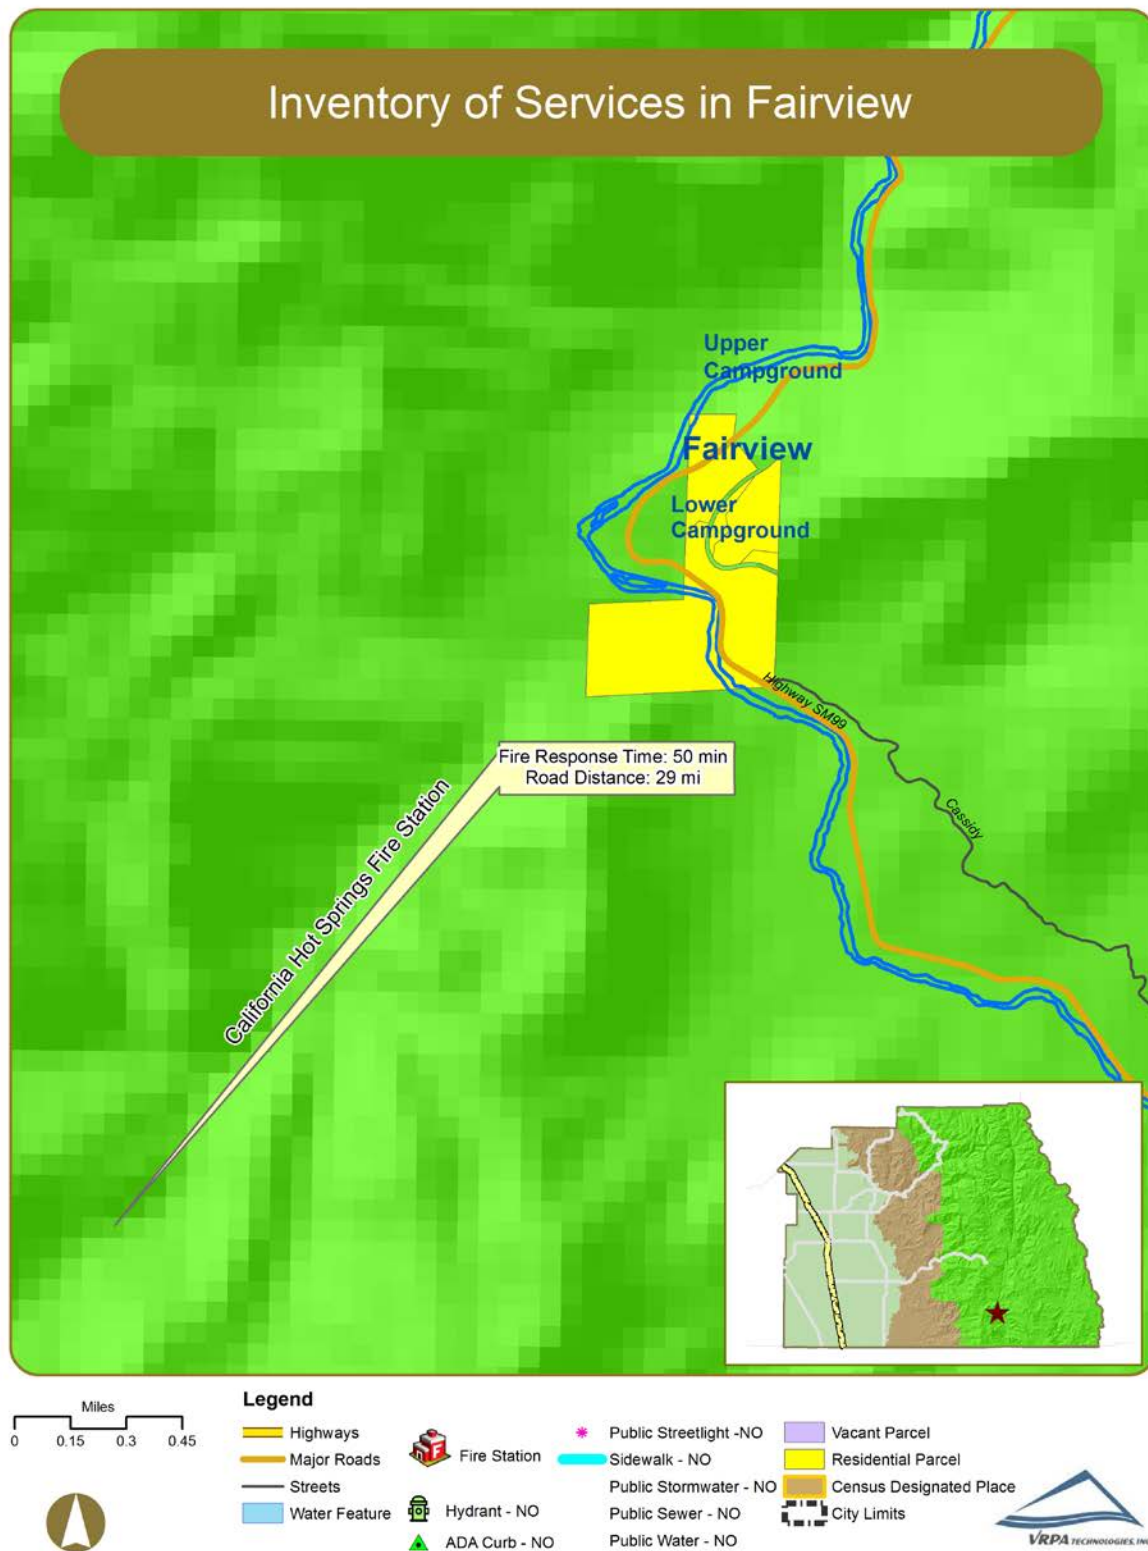 Inventory of Services in Fairview
Upper
Campground
Fairview
Lower
Campground
Highway SM99
Cassidy
Fire Response Time: 50 min
Road Distance: 29 mi
California Hot Springs Fire Station
Miles
0 0.15 0.3 0.45
Legend
Highways
Major Roads
Streets
Water Feature
F
Fire Station
Hydrant - NO
ADA Curb - NO
Public Streetlight -NO
Sidewalk - NO
Public Stormwater - NO
Public Sewer - NO
Public Water - NO
Vacant Parcel
Residential Parcel
Census Designated Place
City Limits
VRPA TECHNOLOGIES, INC